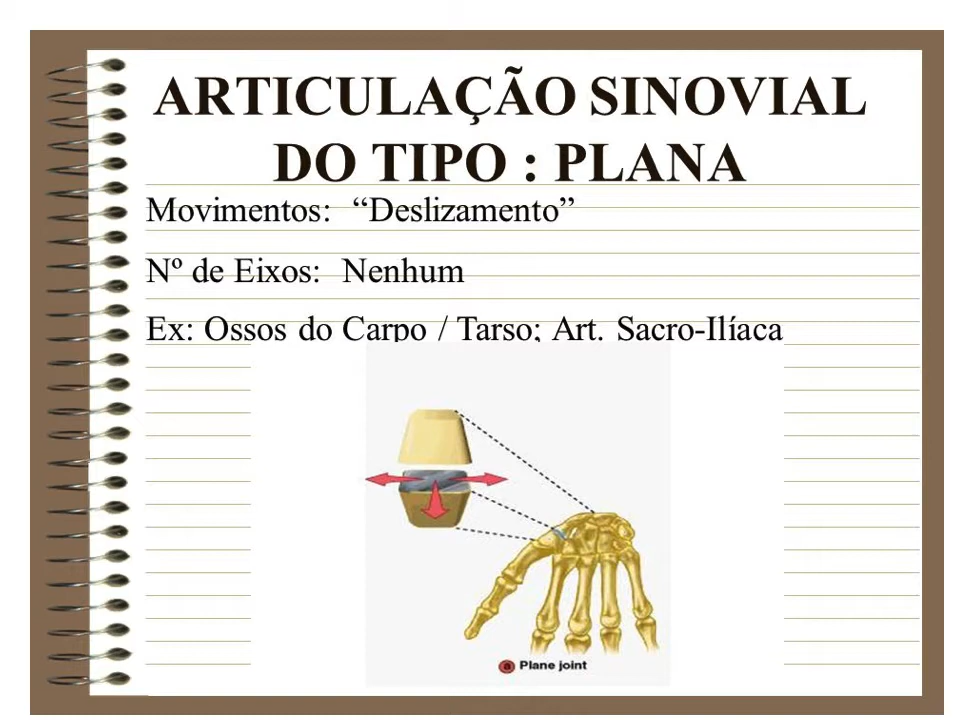 ARTICULAÇÃO SINOVIAL
DO TIPO : PLANA
Movimentos: “Deslizamento”
Nº de Eixos: Nenhum
Ex: Ossos do Carpo / Tarso; Art. Sacro-Ilíaca
a Plane joint